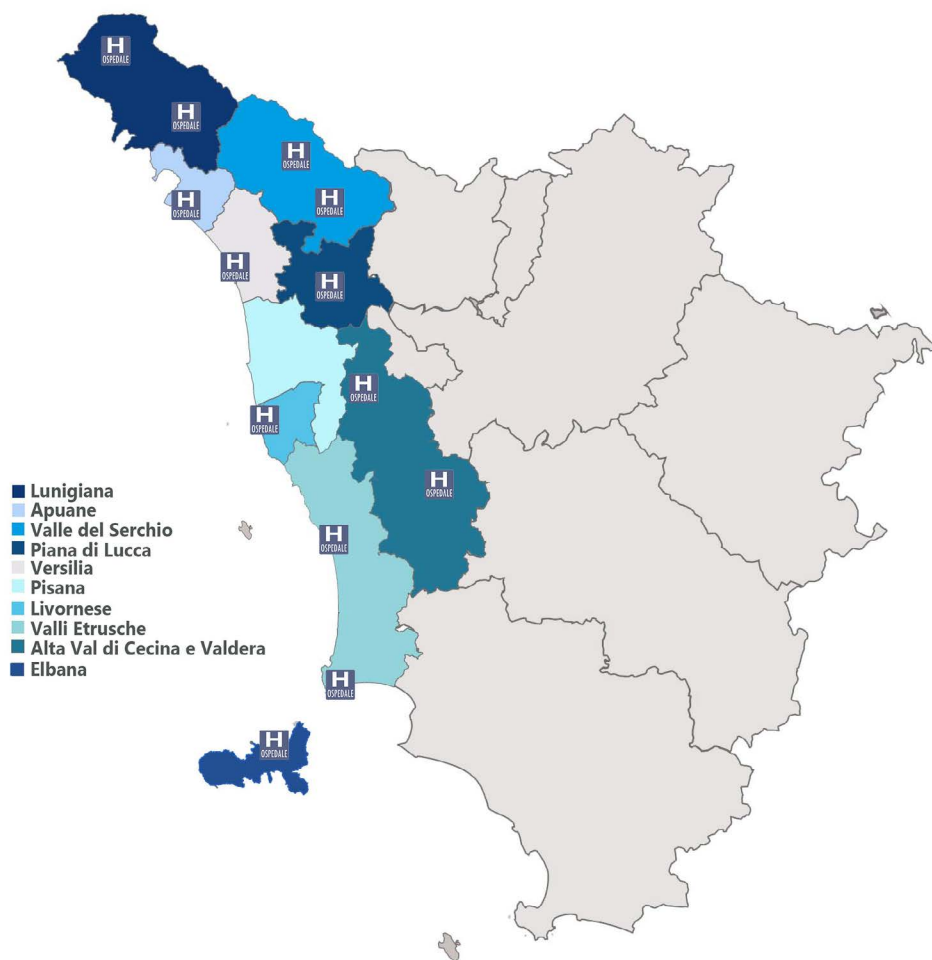 H
OSPEDALE
H
OSPEDALE
H
OSPEDALE
H
OSPEDALE
H
OSPEDALE
H
OSPEDALE
H
OSPEDALE
H
OSPEDALE
H
OSPEDALE
H
OSPEDALE
H
OSPEDALE
H
OSPEDALE
H
OSPEDALE
Lunigiana
Apuane
Valle del Serchio
Piana di Lucca
Versilia
Pisana
Livornese
Valli Etrusche
Alta Val di Cecina e Valdera
Elbana